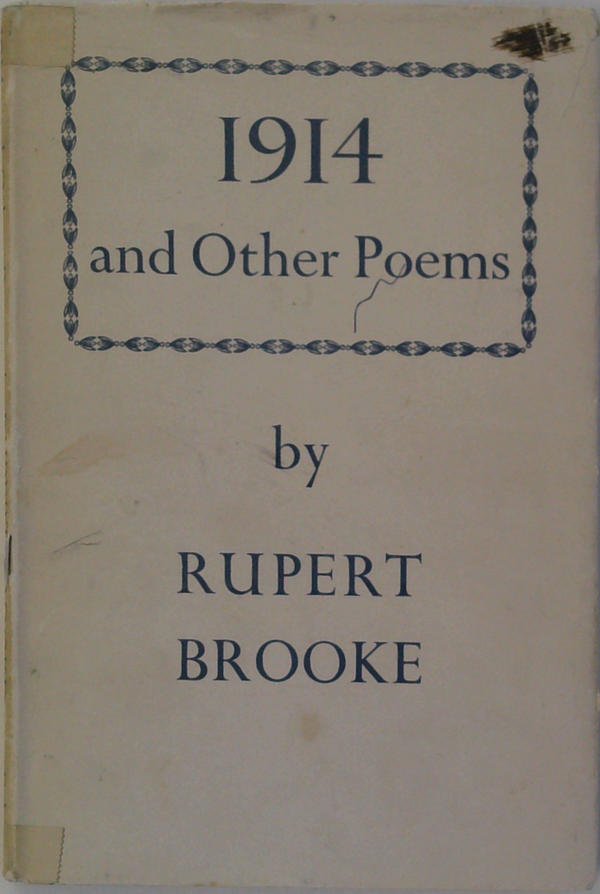 1914
and Other Poems
by
RUPERT
BROOKE